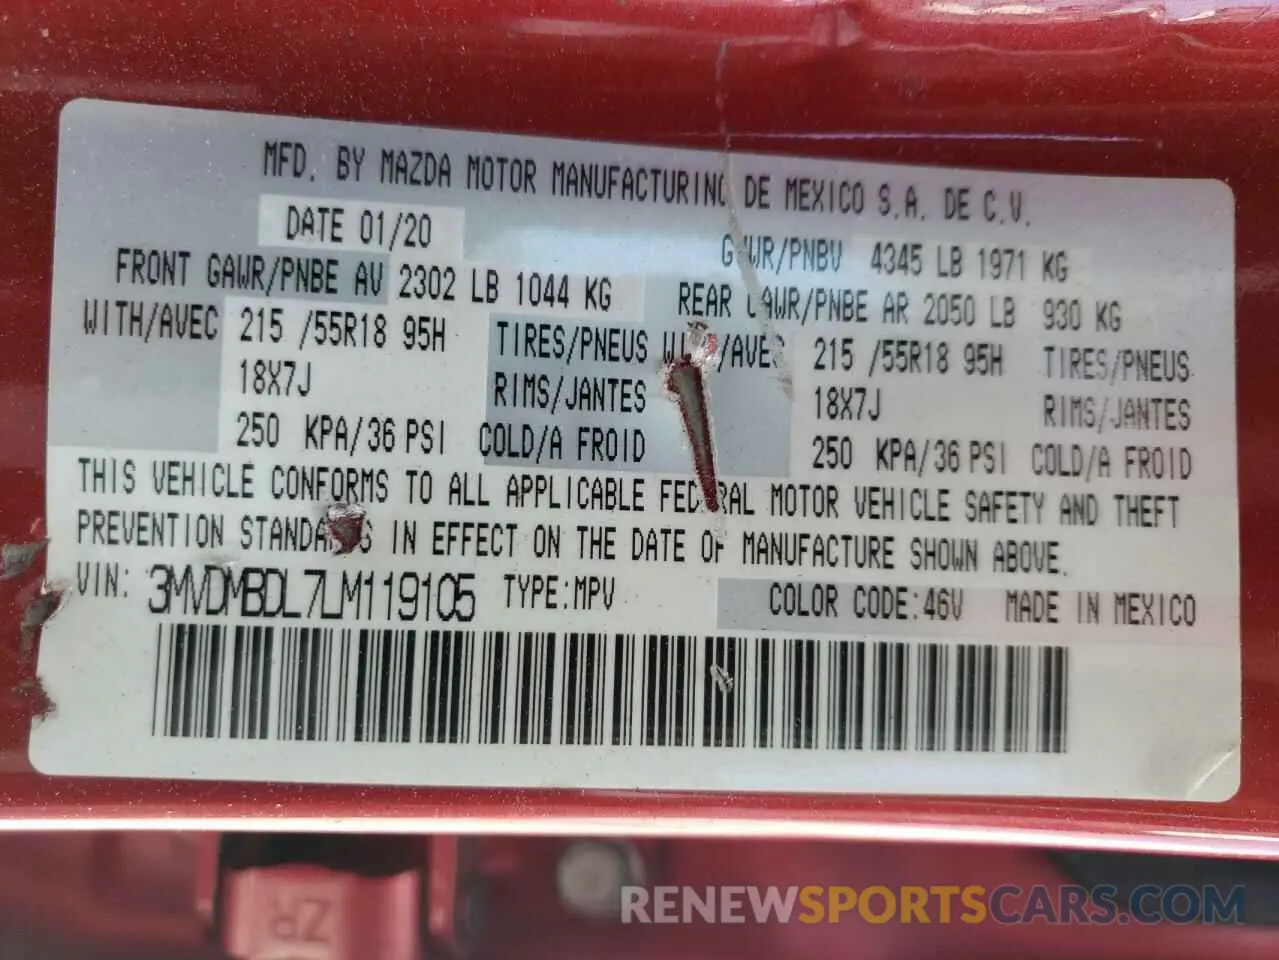 MFD. BY MAZDA MOTOR MANUFACTURING DE MEXICO S.A. DE C.V.
DATE 01/20 GAWR/PNBV 4345 LB 1971 KG
FRONT GAWR/PNBE AV 2302 LB 1044 KG REAR GAWR/PNBE AR 2050 LB 930 KG
WITH/AVEC 215 /55R18 95H TIRES/PNEUS WITH/AVEC 215 /55R18 95H TIRES/PNEUS
18X7J RIMS/JANTES 18X7J RIMS/JANTES
250 KPA/36 PSI COLD/A FROID 250 KPA/36 PSI COLD/A FROID
THIS VEHICLE CONFORMS TO ALL APPLICABLE FEDERAL MOTOR VEHICLE SAFETY AND THEFT
PREVENTION STANDARDS IN EFFECT ON THE DATE OF MANUFACTURE SHOWN ABOVE.
VIN: 3MVDMBDL7LM119105 TYPE:MPV COLOR CODE:46V MADE IN MEXICO
ZR
RENEWSPORTSCARS.COM